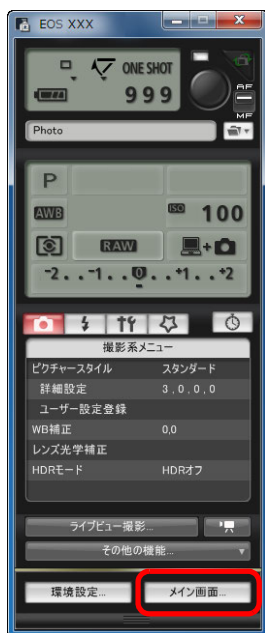 EOS XXX
ONE SHOT
999
AF
MF
Photo
P
AWB
ISO 100
RAW
+
-2..-1..0..+1..+2
撮影系メニュー
ピクチャースタイル スタンダード
詳細設定 3,0,0,0
ユーザー設定登録
WB補正 0,0
レンズ光学補正
HDRモード HDRオフ
ライブビュー撮影...
その他の機能...
環境設定...
メイン画面...